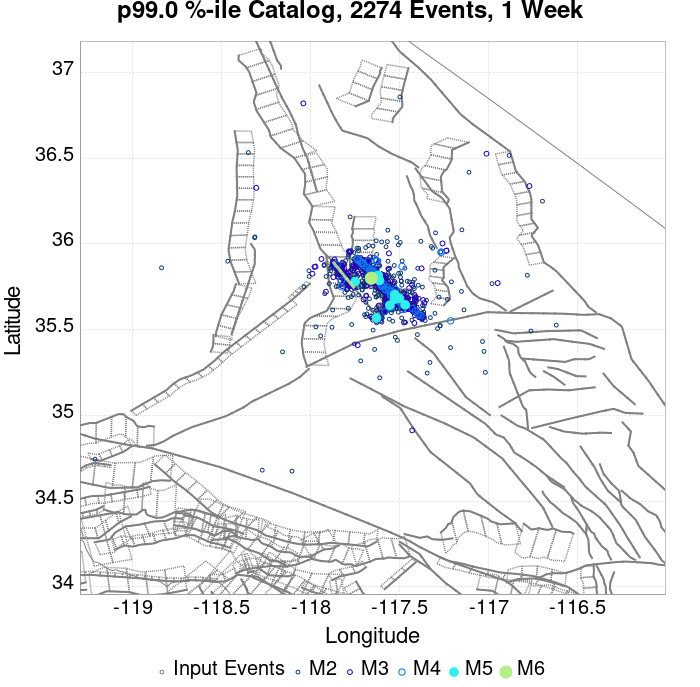 p99.0 %-ile Catalog, 2274 Events, 1 Week
37
36.5
36
35.5
35
34.5
34
Latitude
-119
-118.5
-118
-117.5
-117
-116.5
Longitude
Input Events
M2
M3
M4
M5
M6